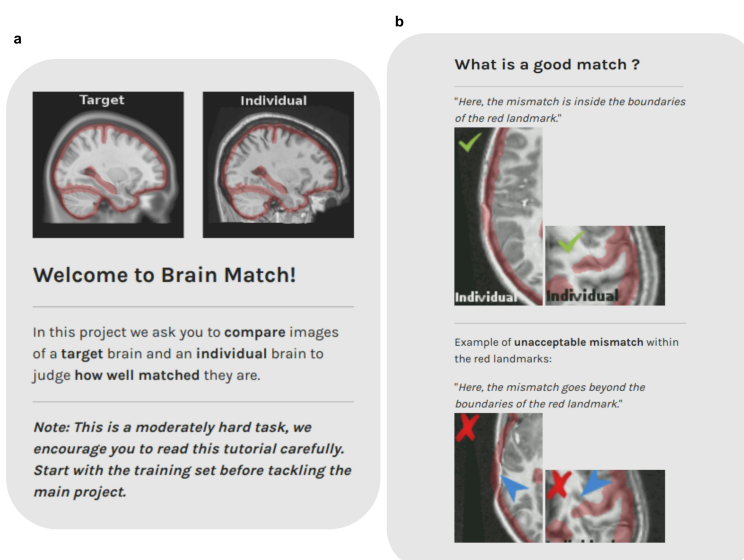 a
Target
Individual
Welcome to Brain Match!
In this project we ask you to compare images
of a target brain and an individual brain to
judge how well matched they are.
Note: This is a moderately hard task, we
encourage you to read this tutorial carefully.
Start with the training set before tackling the
main project.
b
What is a good match ?
"Here, the mismatch is inside the boundaries
of the red landmark."
Individual
Individual
Example of unacceptable mismatch within
the red landmarks:
"Here, the mismatch goes beyond the
boundaries of the red landmark."